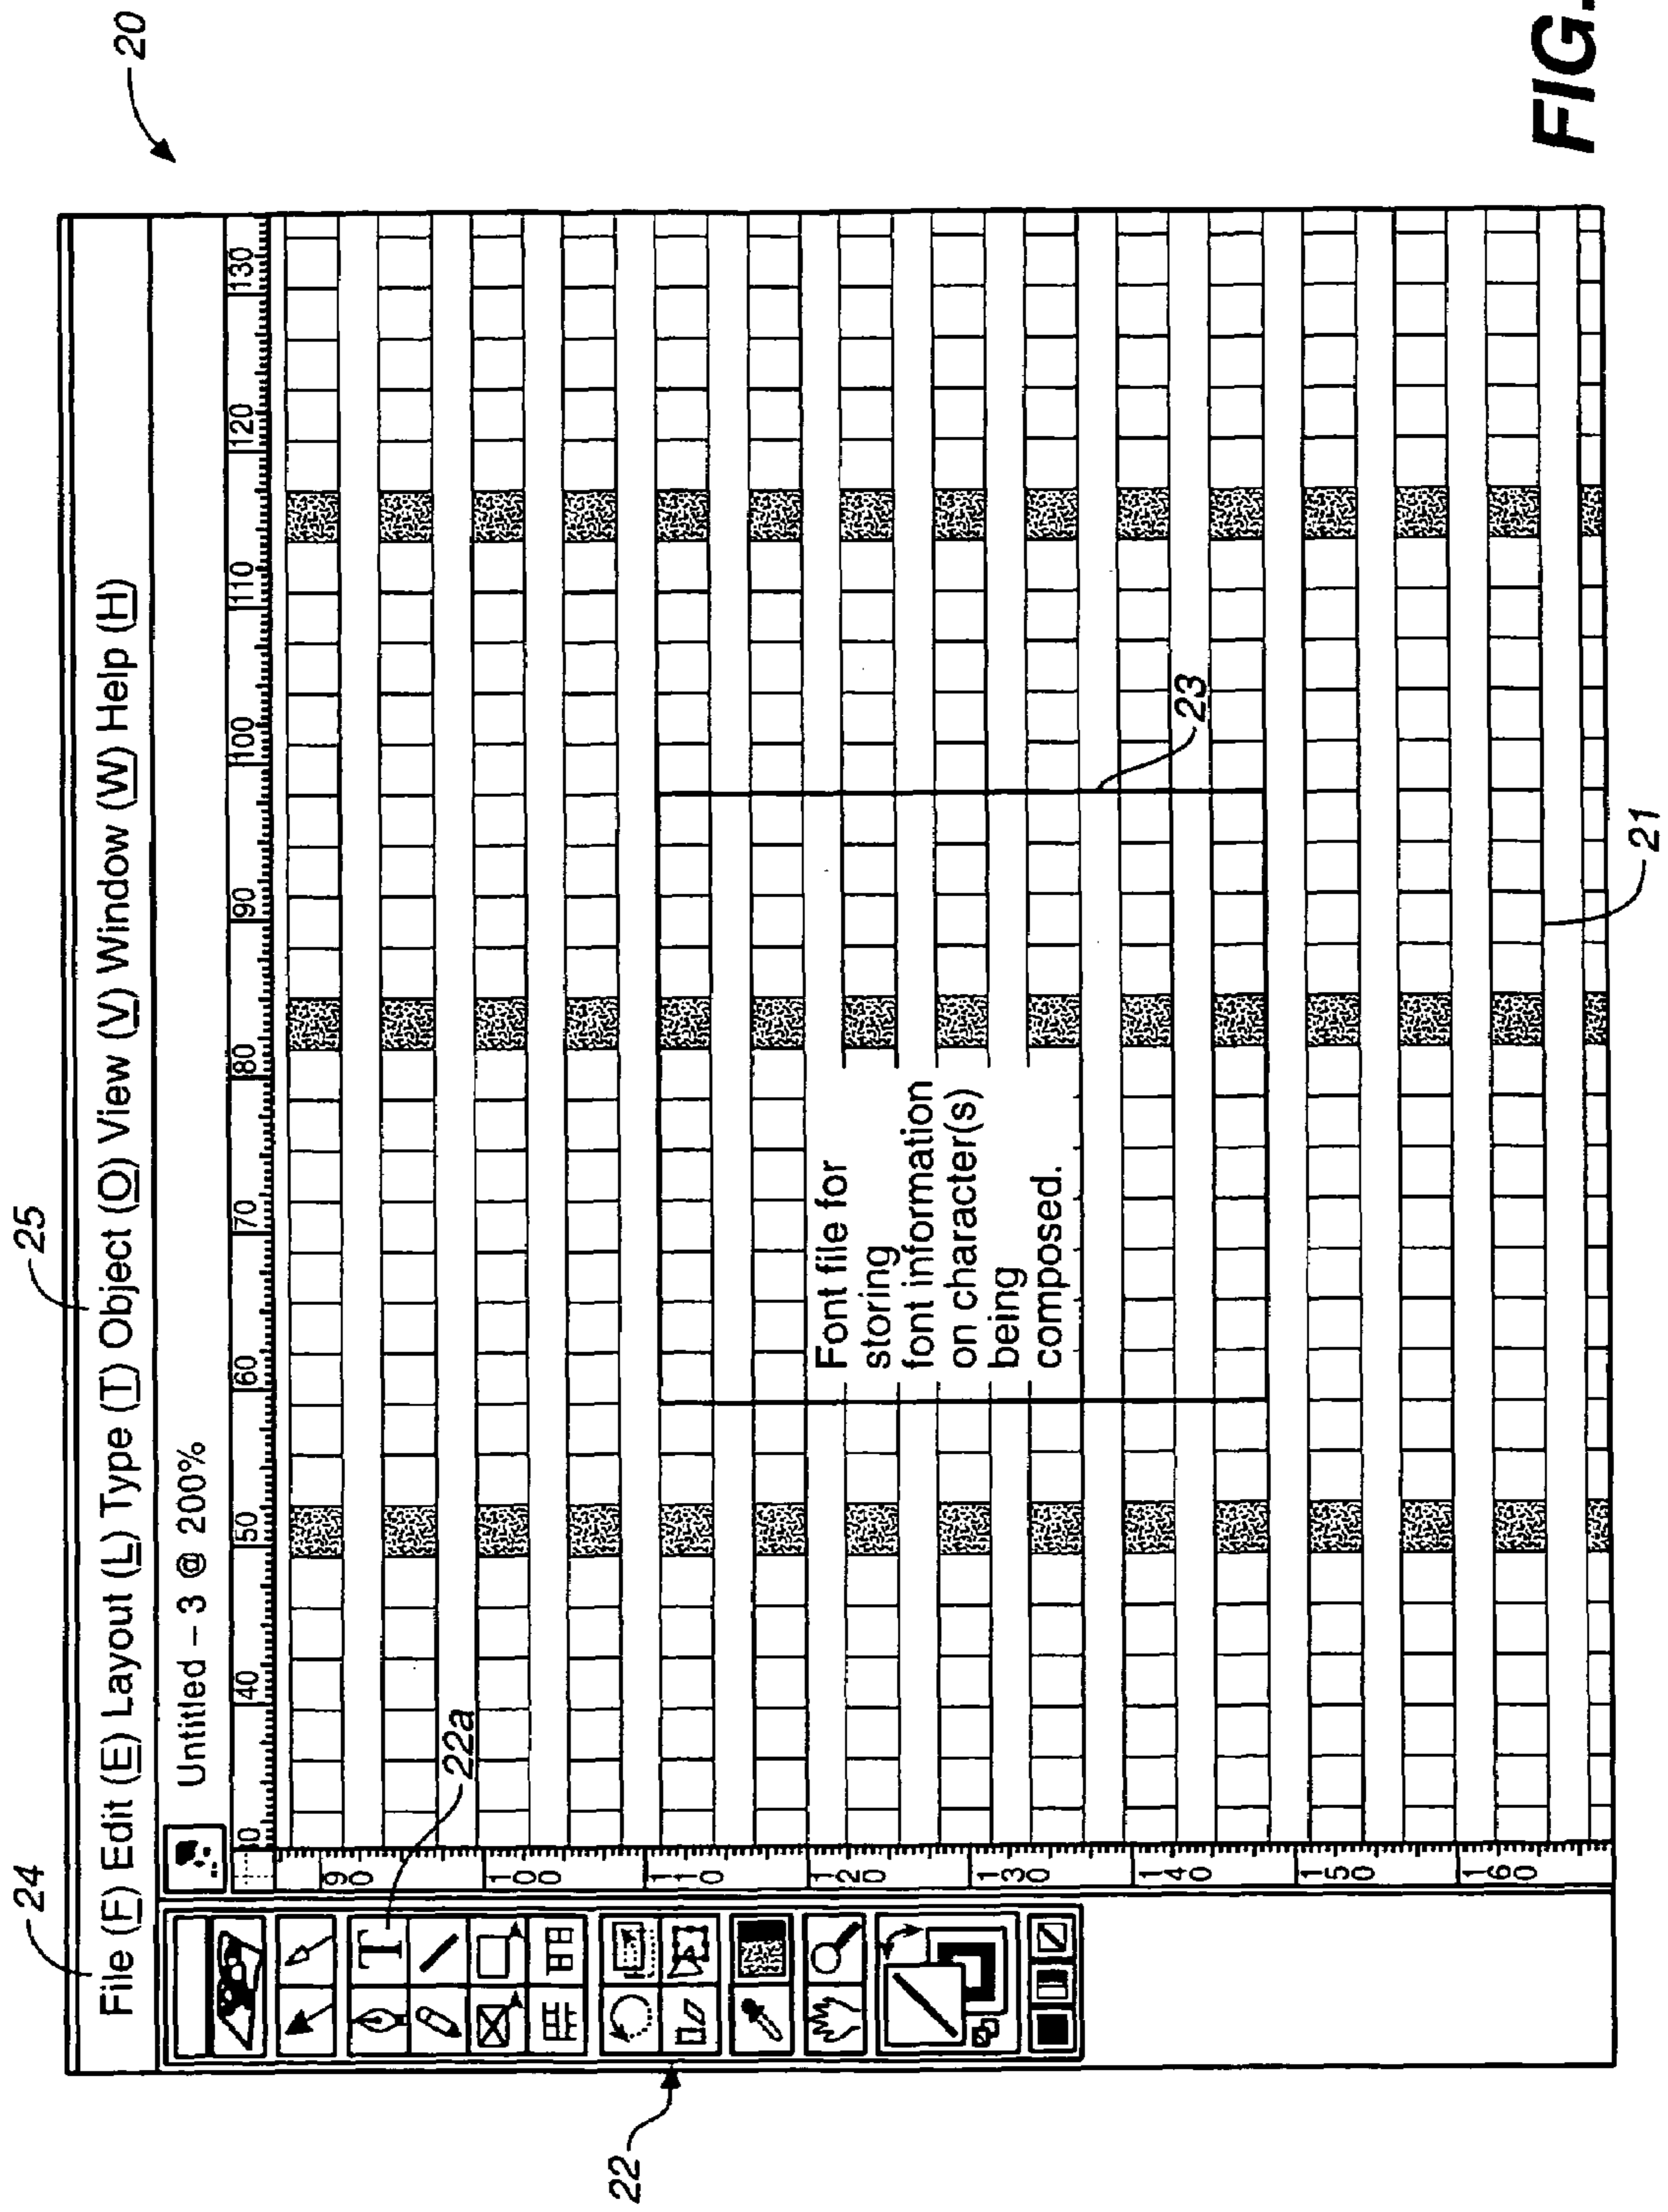 20
25
24
File (F) Edit (E) Layout (L) Type (T) Object (O) View (V) Window (W) Help (H)
Untitled – 3 @ 200%
0 40 50 60 70 80 90 100 110 120 130
22a
T
90
100
110
120
130
140
150
160
Font file for
storing
font information
on character(s)
being
composed.
23
22
21
FIG.